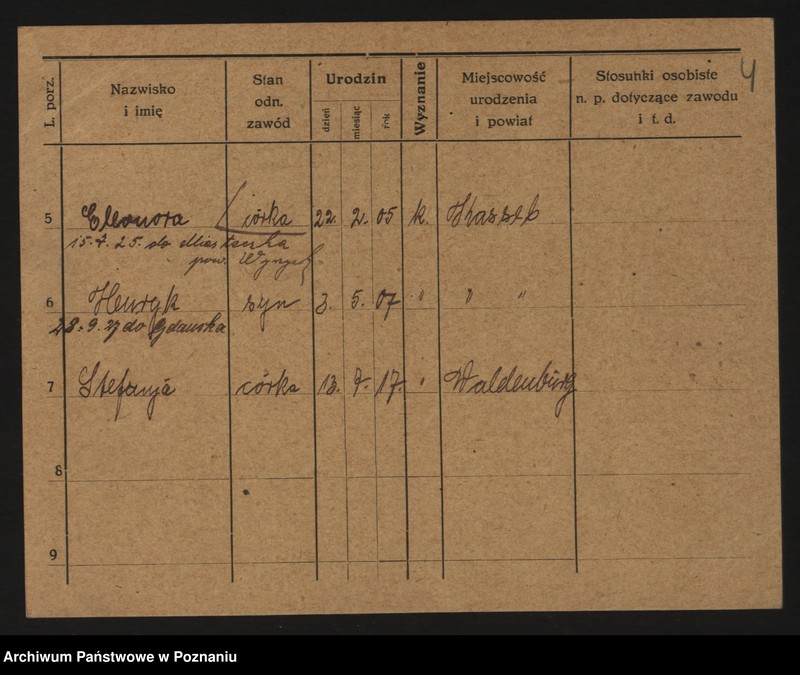 4
L. porz.
Nazwisko
i imię
Stan
odn.
zawód
Urodzin
dzień
miesiąc
rok
Wyznanie
Miejscowość
urodzenia
i powiat
Stosunki osobiste
n. p. dotyczące zawodu
i t. d.
5 Eleonora córka 22. 2. 05 k.
do Miasteczka
pow.
6 Henryk syn 3. 5. 07 " " "
28. 9. 27 do Gdańska
7 Stefanja córka 13. 7. 17. " Waldenburg
8
9
Archiwum Państwowe w Poznaniu